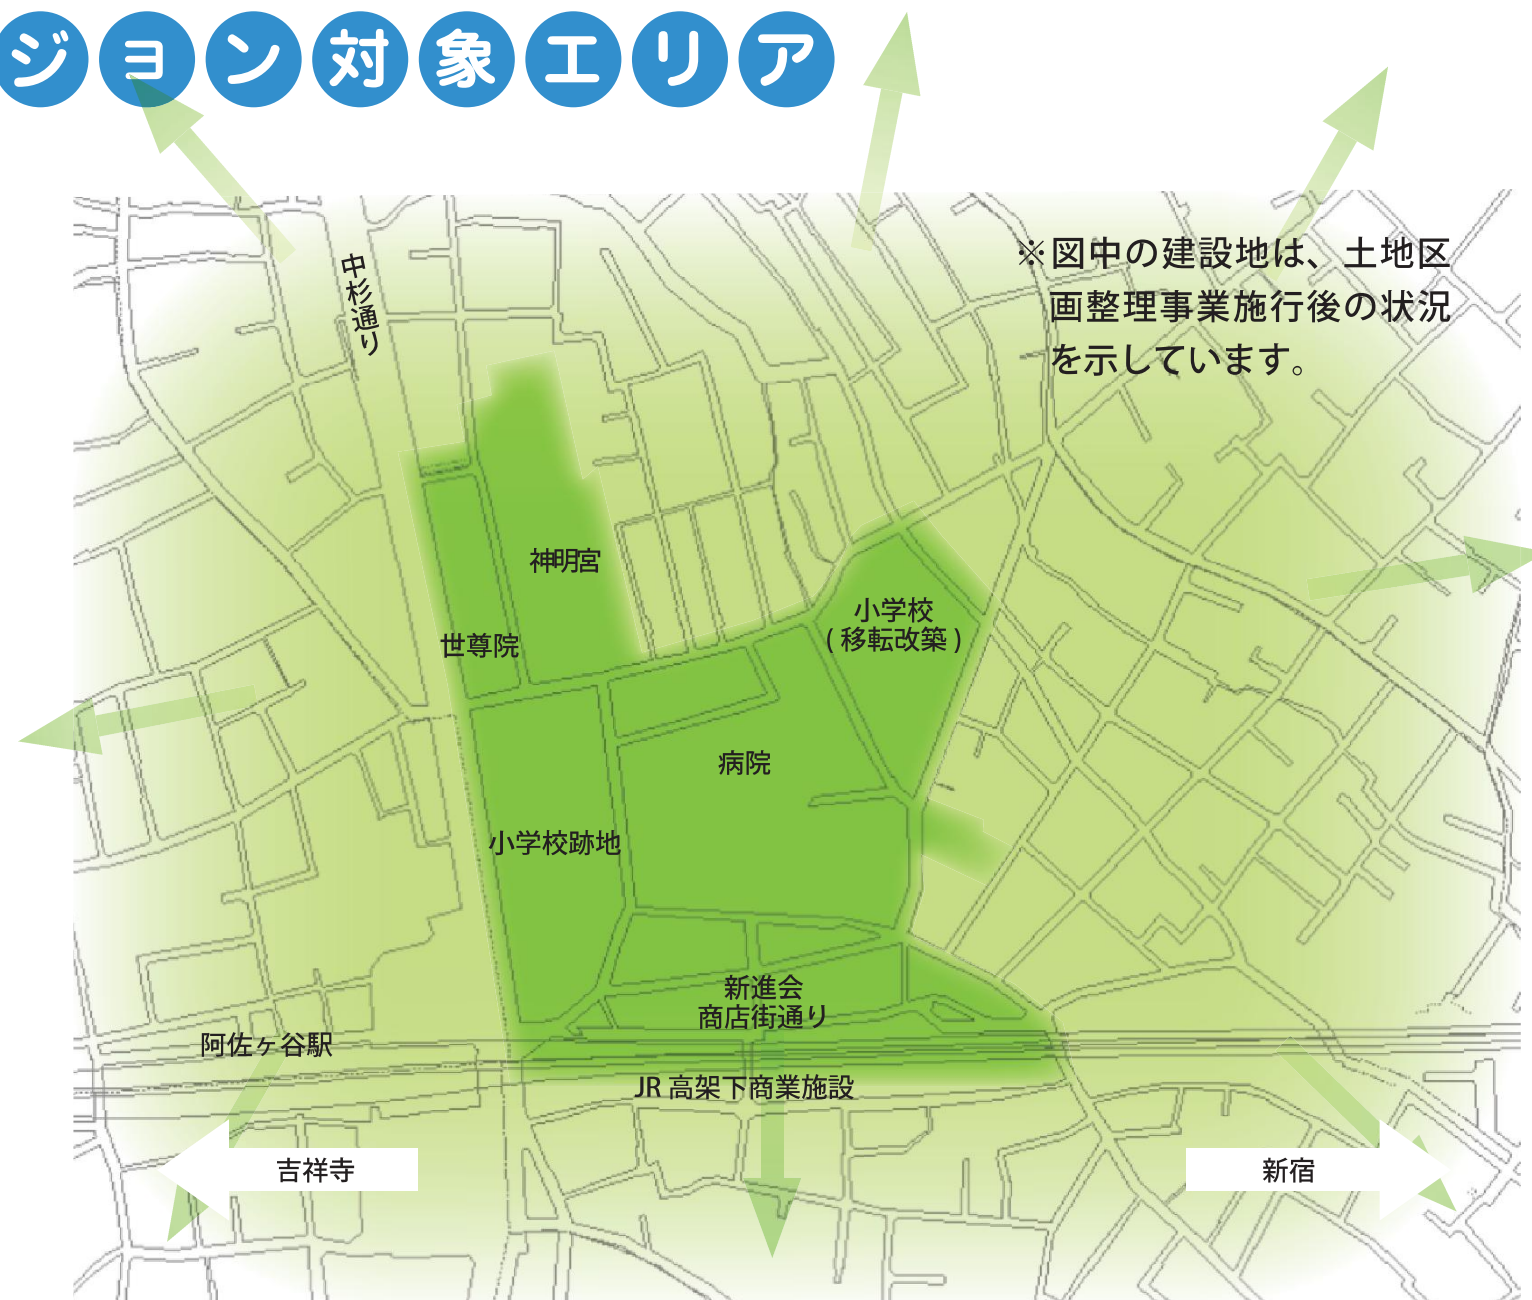 ジョン対象エリア
※図中の建設地は、土地区
画整理事業施行後の状況
を示しています。
中杉通り
神明宮
小学校
(移転改築)
世尊院
病院
小学校跡地
新進会
商店街通り
阿佐ヶ谷駅
JR 高架下商業施設
吉祥寺
新宿